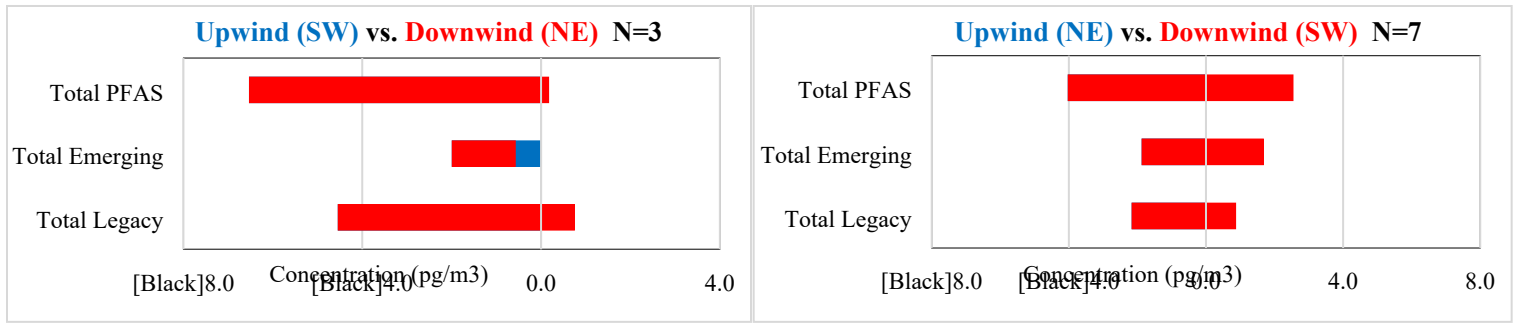 Upwind (SW) vs. Downwind (NE) N=3
Total PFAS
Total Emerging
Total Legacy
[Black]8.0 [Black]4.0 0.0 4.0
Concentration (pg/m3)
Upwind (NE) vs. Downwind (SW) N=7
Total PFAS
Total Emerging
Total Legacy
[Black]8.0 [Black]4.0 0.0 4.0 8.0
Concentration (pg/m3)